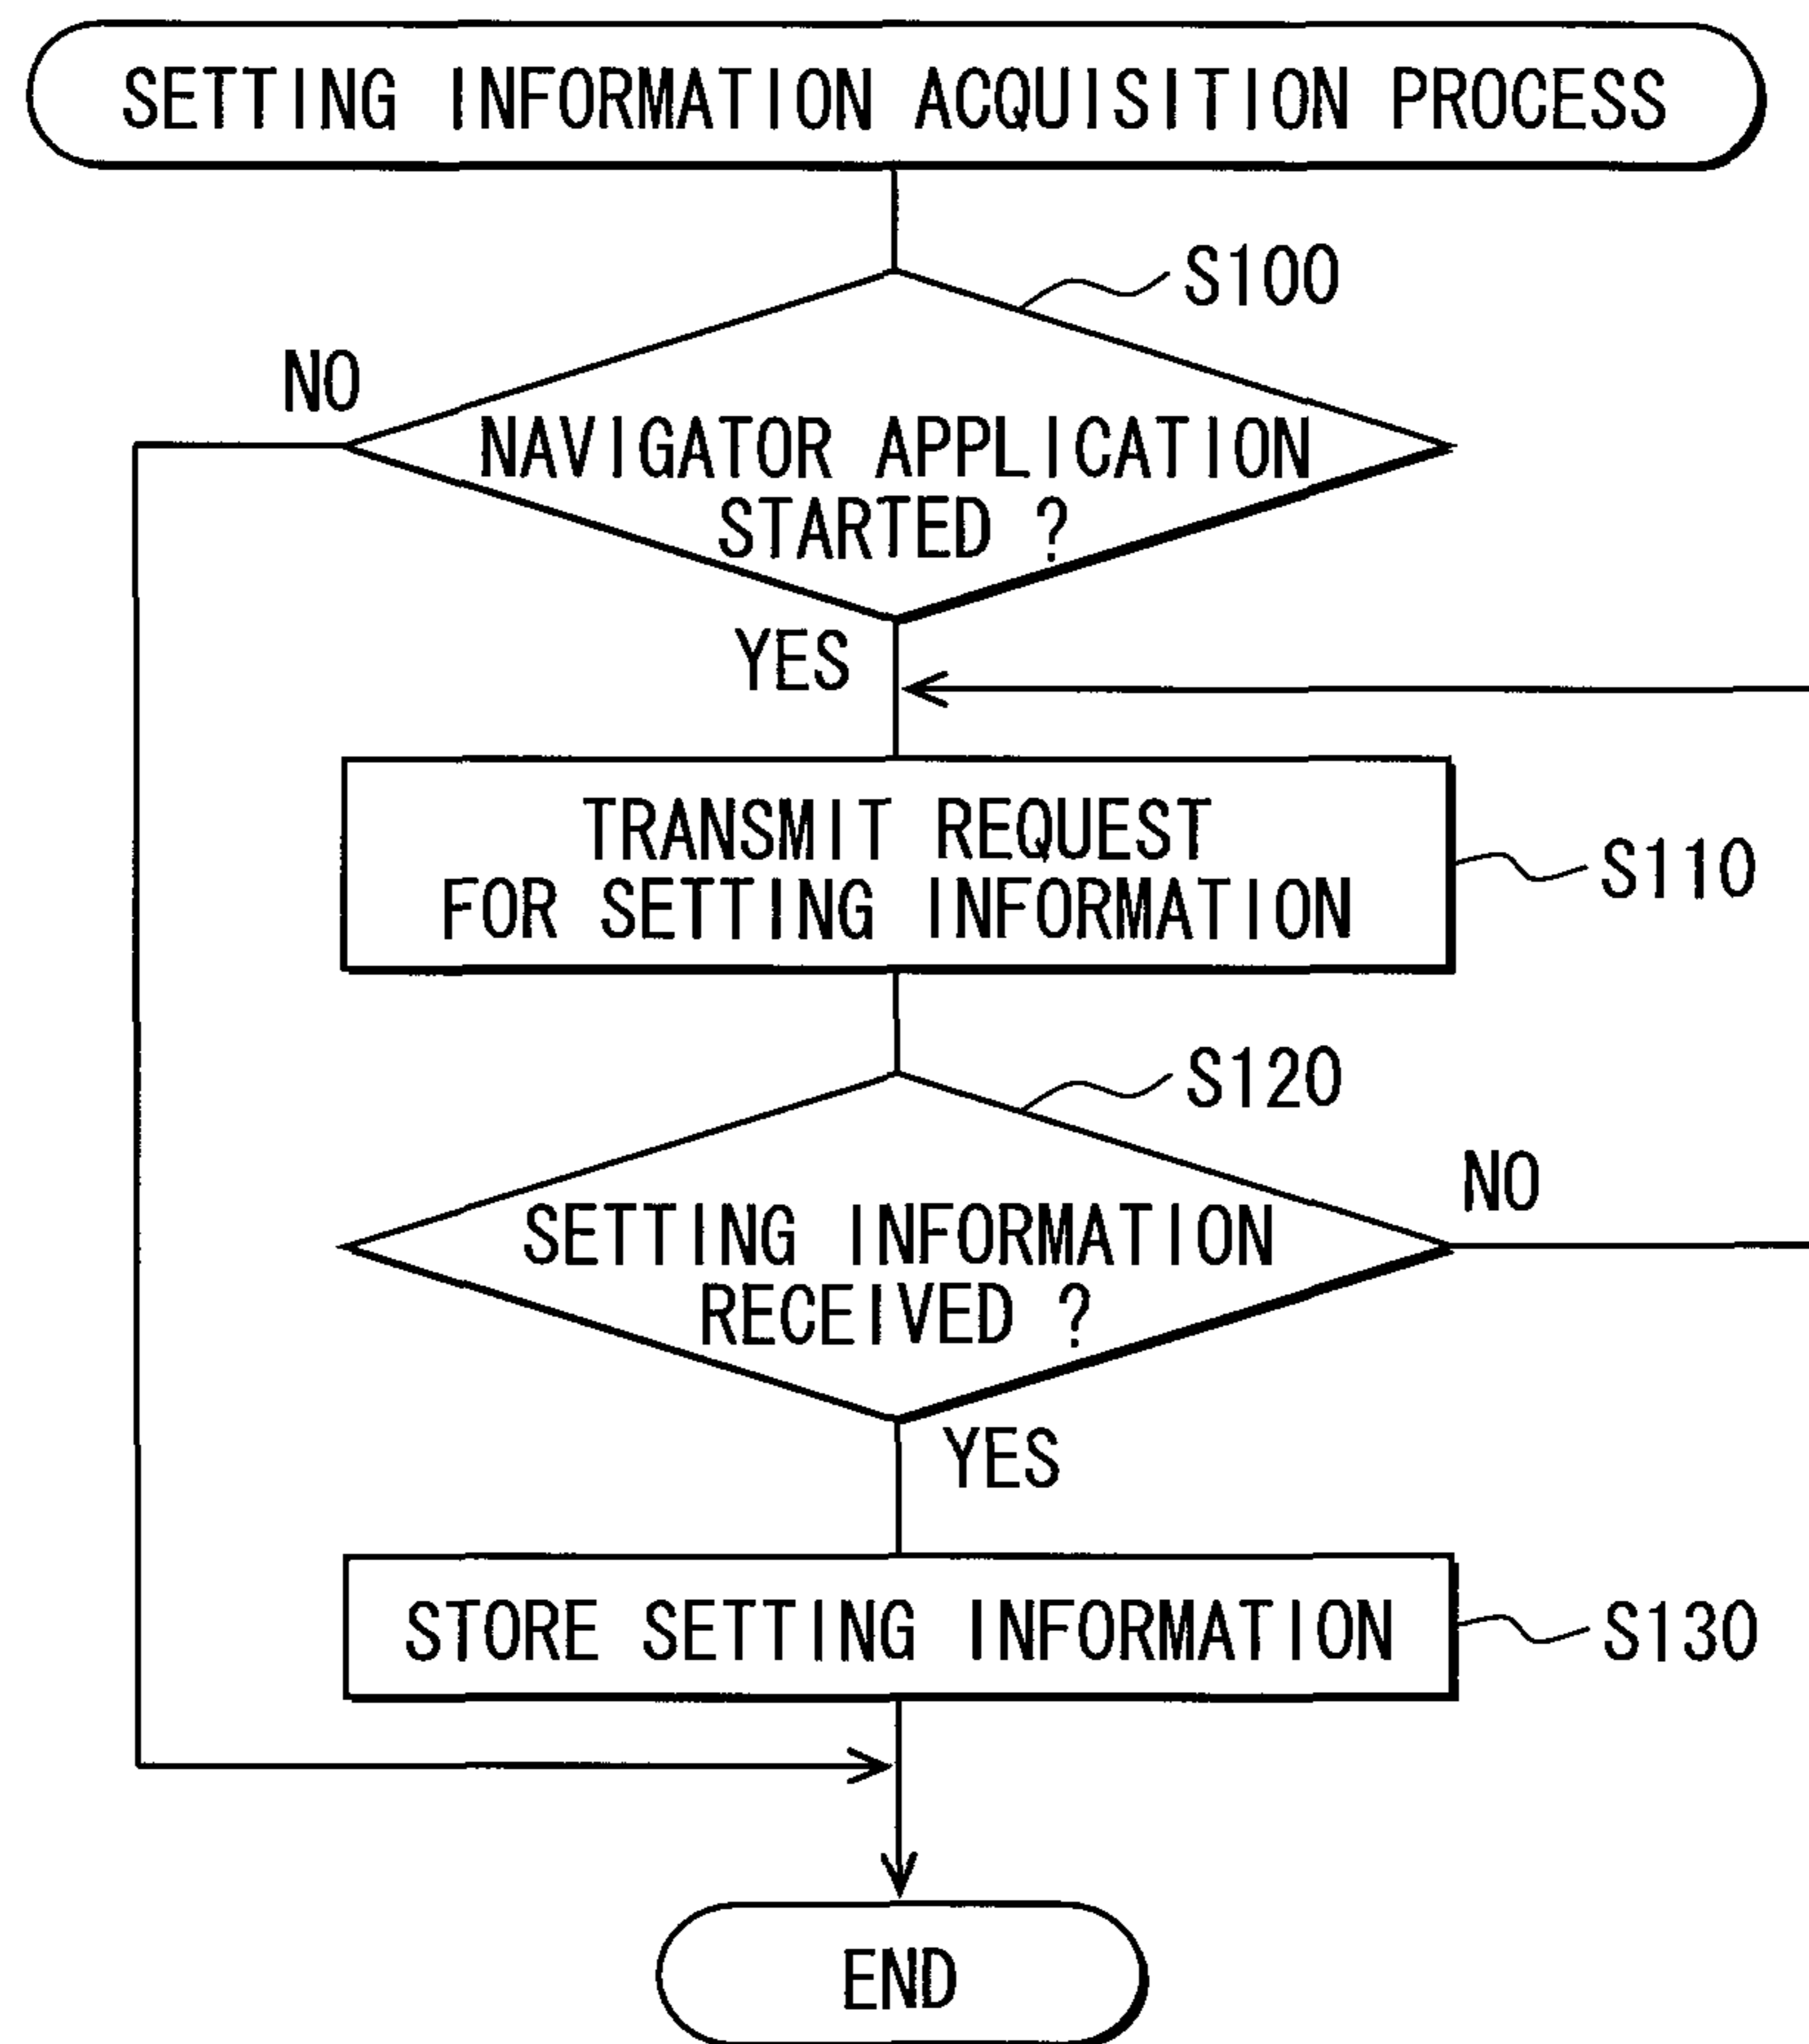 SETTING INFORMATION ACQUISITION PROCESS
S100
NO
NAVIGATOR APPLICATION
STARTED ?
YES
TRANSMIT REQUEST
FOR SETTING INFORMATION
S110
S120
NO
SETTING INFORMATION
RECEIVED ?
YES
STORE SETTING INFORMATION
S130
END